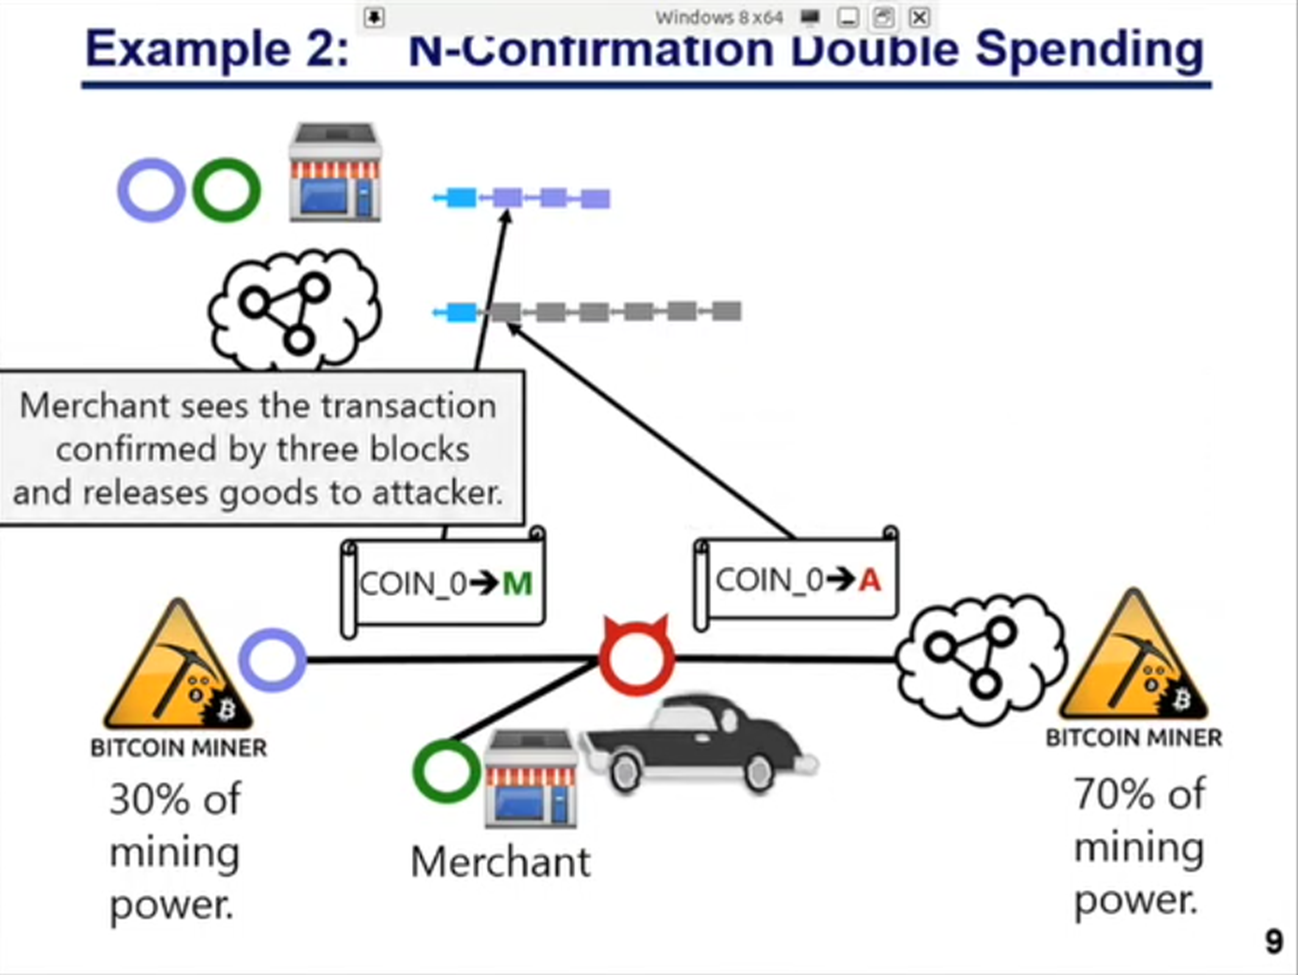 Windows 8 x64
Example 2: N-Confirmation Double Spending
Merchant sees the transaction
confirmed by three blocks
and releases goods to attacker.
COIN_0➔M
COIN_0➔A
BITCOIN MINER
30% of
mining
power.
Merchant
BITCOIN MINER
70% of
mining
power.
9